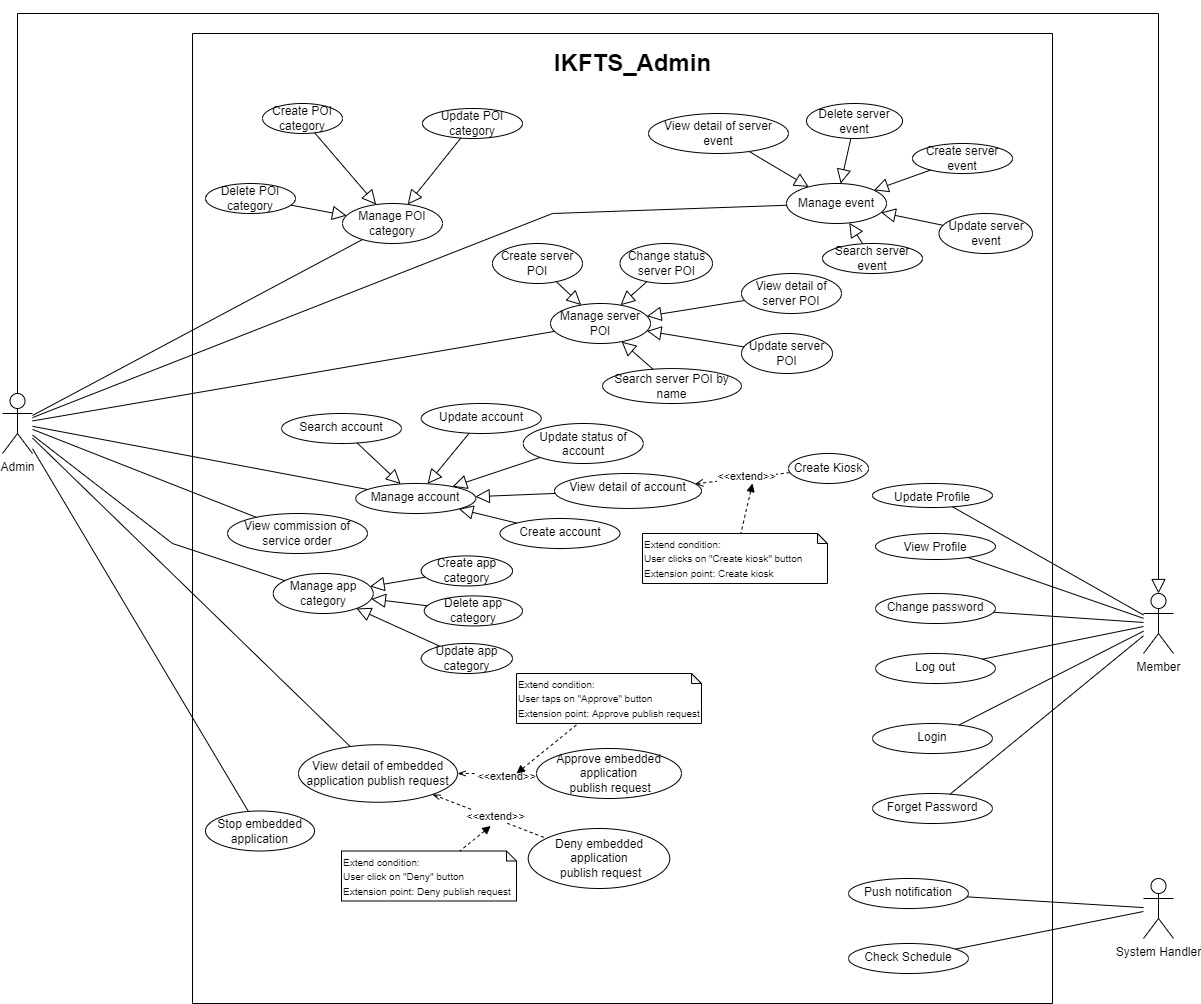 IKFTS_Admin
Create POI
category
Update POI
category
Delete POI
category
Manage POI
category
View detail of server
event
Delete server
event
Create server
event
Manage event
Update server
event
Search server
event
Create server
POI
Change status
server POI
View detail of
server POI
Manage server
POI
Update server
POI
Search server POI by
name
Admin
Search account
Update account
Update status of
account
Manage account
View detail of account
<<extend>>
Create Kiosk
Create account
View commission of
service order
Extend condition:
User clicks on "Create kiosk" button
Extension point: Create kiosk
Manage app
category
Create app
category
Delete app
category
Update app
category
Update Profile
View Profile
Change password
Log out
Login
Forget Password
Member
Extend condition:
User taps on "Approve" button
Extension point: Approve publish request
View detail of embedded
application publish request
<<extend>>
Approve embedded
application
publish request
<<extend>>
Stop embedded
application
Deny embedded
application
publish request
Extend condition:
User click on "Deny" button
Extension point: Deny publish request
Push notification
Check Schedule
System Handler